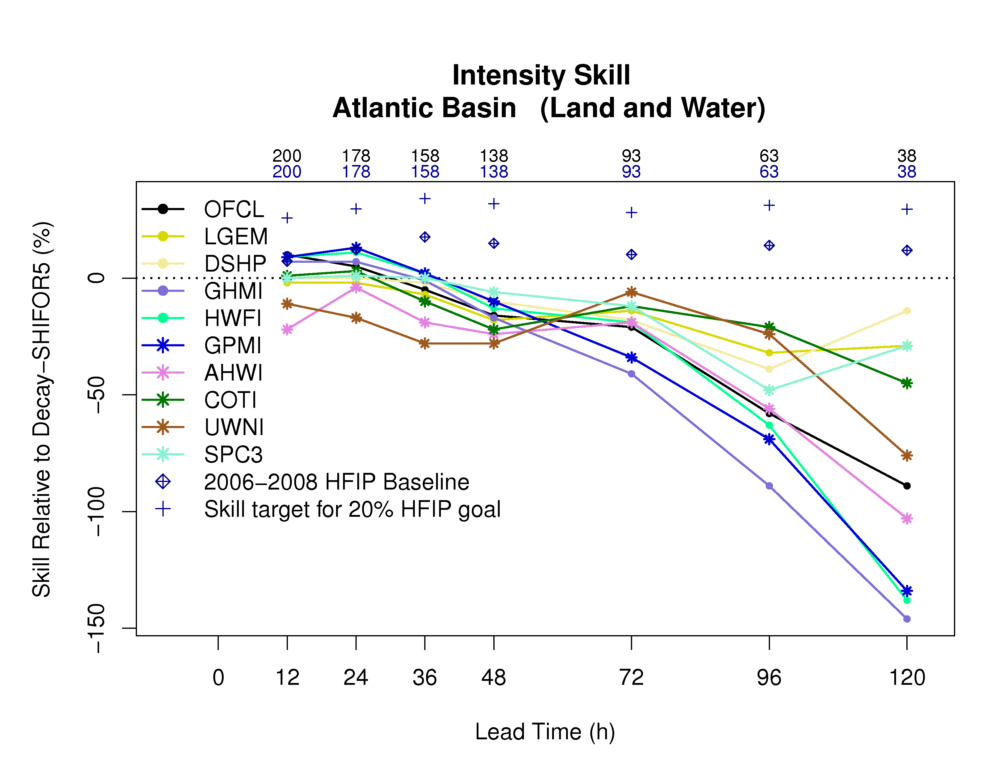 Intensity Skill
Atlantic Basin (Land and Water)
200 178 158 138 93 63 38
200 178 158 138 93 63 38
OFCL
LGEM
DSHP
GHMI
HWFI
GPMI
AHWI
COTI
UWNI
SPC3
2006−2008 HFIP Baseline
Skill target for 20% HFIP goal
Skill Relative to Decay−SHIFOR5 (%)
0
−50
−100
−150
0 12 24 36 48 72 96 120
Lead Time (h)